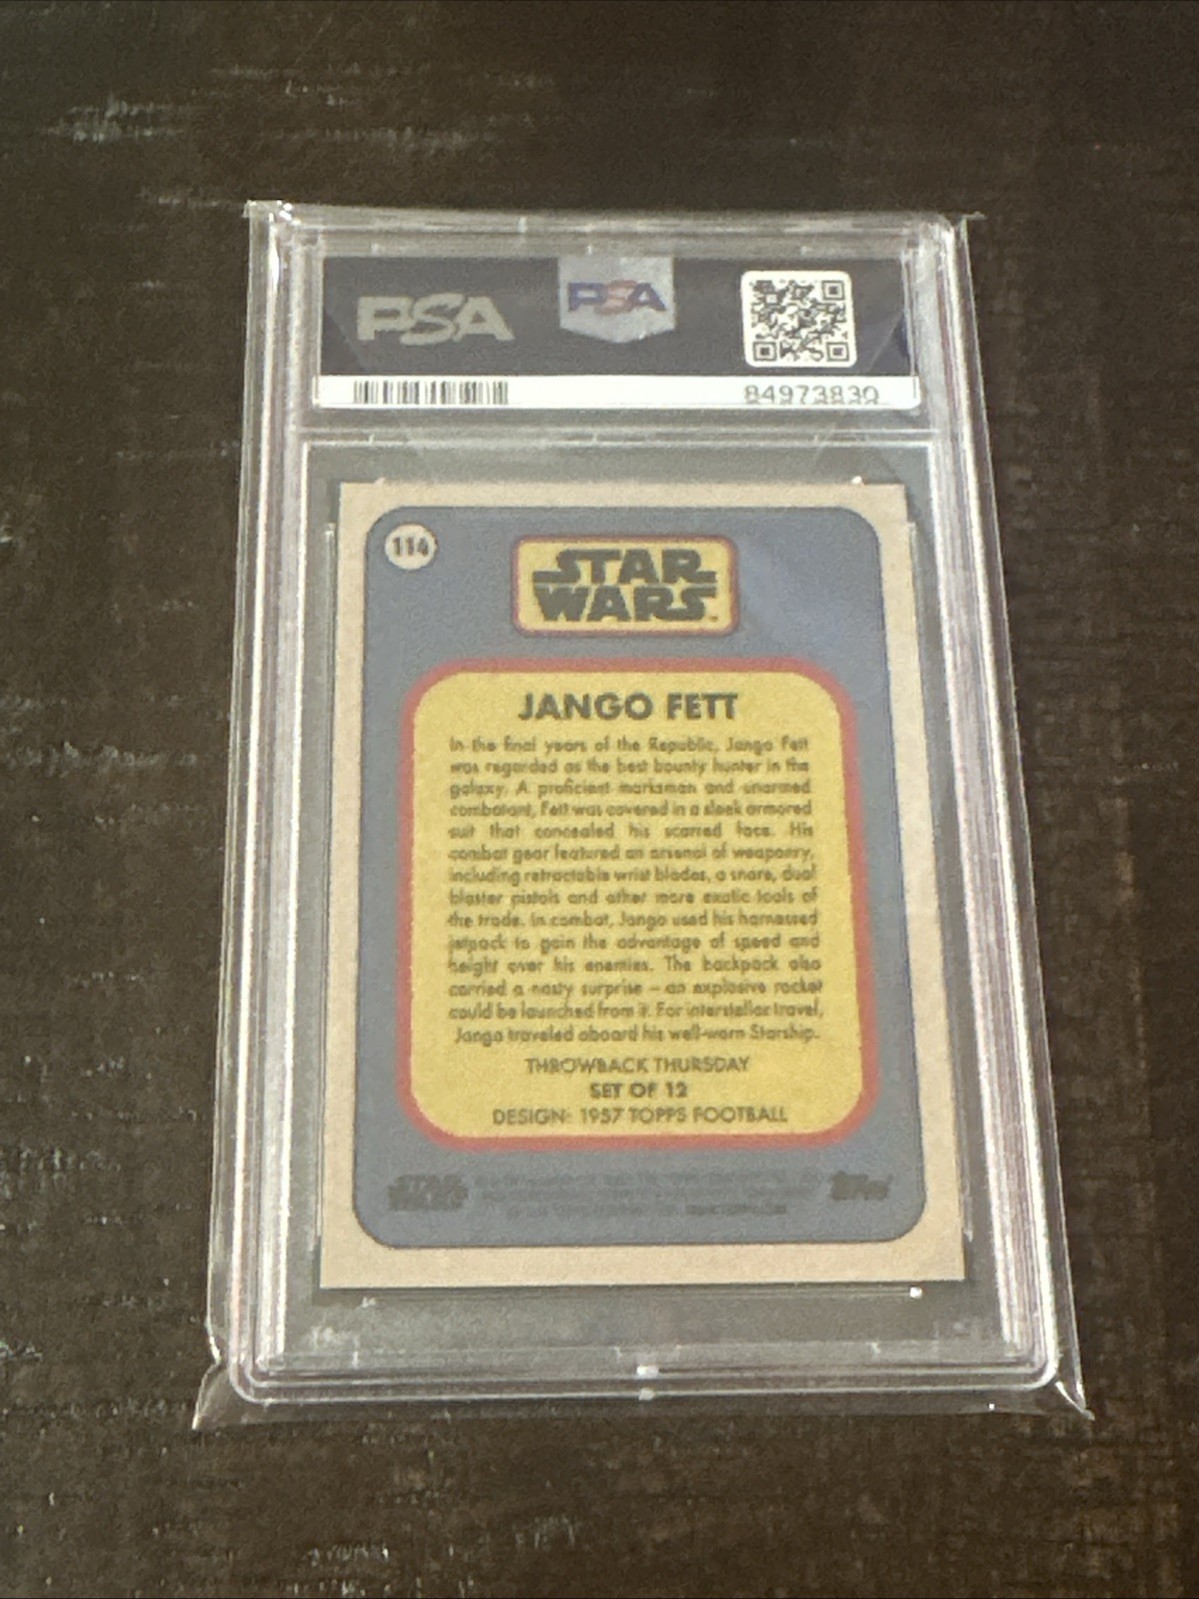 PSA
PSA
84973830
114
STAR
WARS
JANGO FETT
In the final years of the Republic, Jango Fett
was regarded as the best bounty hunter in the
galaxy. A proficient marksman and unarmed
combatant, Fett was covered in a sleek armored
suit that concealed his scarred face. His
combat gear featured an arsenal of weaponry,
including retractable wrist blades, a snare, dual
blaster pistols and other more exotic tools of
the trade. In combat, Jango used his harnessed
jetpack to gain the advantage of speed and
height over his enemies. The backpack also
carried a nasty surprise – an explosive rocket
could be launched from it. For interstellar travel,
Jango traveled aboard his well-worn Starship.
THROWBACK THURSDAY
SET OF 12
DESIGN: 1957 TOPPS FOOTBALL
STAR
WARS
Topps